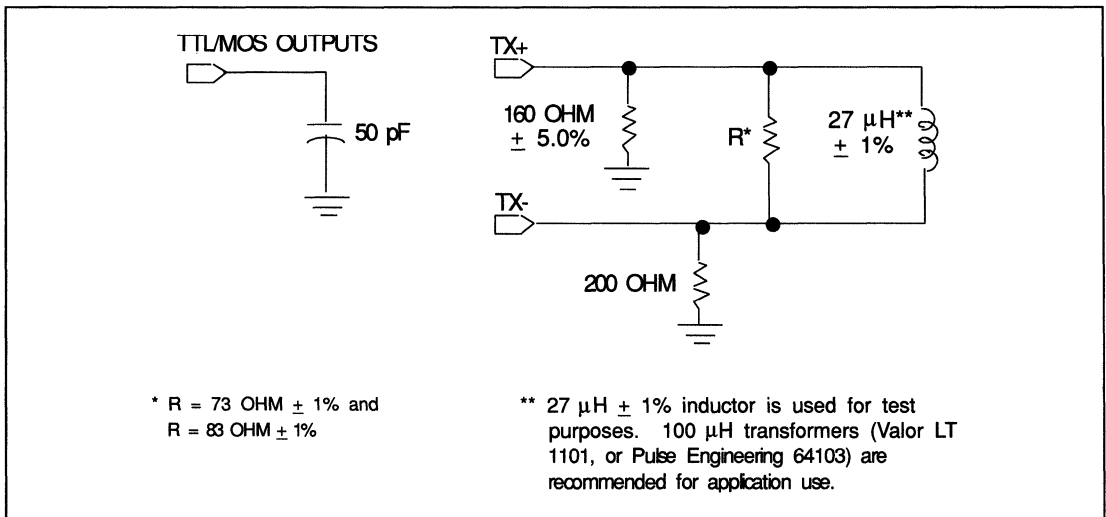 TTL/MOS OUTPUTS
50 pF
TX+
160 OHM
± 5.0%
R*
27 μH**
± 1%
TX-
200 OHM
* R = 73 OHM ± 1% and
R = 83 OHM ± 1%
** 27 μH ± 1% inductor is used for test
purposes. 100 μH transformers (Valor LT
1101, or Pulse Engineering 64103) are
recommended for application use.